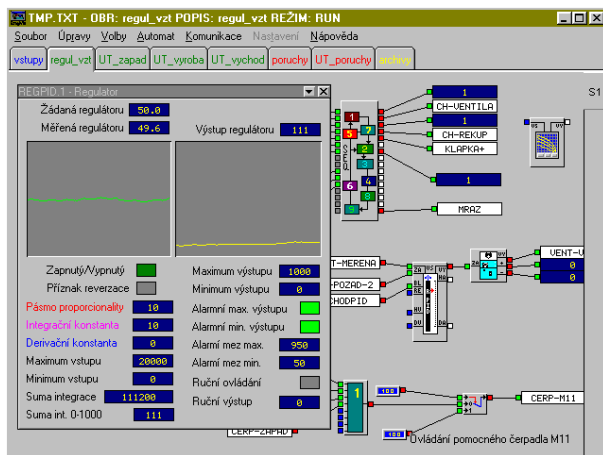 TMP.TXT - OBR: regul_vzt POPIS: regul_vzt REŽIM: RUN
Soubor Úpravy Volby Automat Komunikace Nastavení Nápověda
vstupy regul_vzt UT_zapad UT_vyroba UT_vychod poruchy UT_poruchy archivy
REGPID.1 - Regulator
Žádaná regulátoru 50.0
Měřená regulátoru 49.6
Výstup regulátoru 111
Zapnutý/Vypnutý
Příznak reverzace
Pásmo proporcionality 10
Integrační konstanta 10
Derivační konstanta 0
Maximum vstupu 20000
Minimum vstupu 0
Suma integrace 111200
Suma int. 0-1000 111
Maximum výstupu 1000
Minimum výstupu 0
Alarmní max. výstupu
Alarmní min. výstupu
Alarmí mez max. 950
Alarmí mez min. 50
Ruční ovládání
Ruční výstup 0
S1
1
CH-VENTILA
1
CH-REKUP
KLAPKA+
1
MRAZ
T-MERENA
-POZAD-2
CHODPID
VENT-V
0
0
1
100
100
CERP-M11
CERP-ZAPAD
Ovládání pomocného čerpadla M11